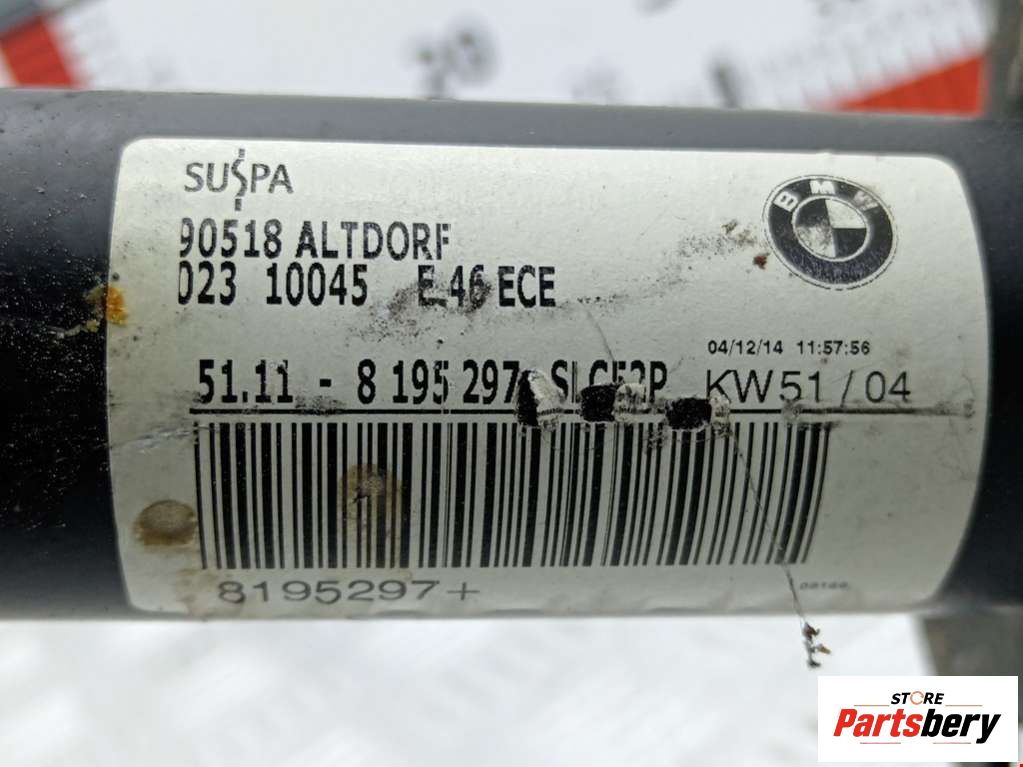 SUSPA
90518 ALTDORF
023 10045 E 46 ECE
BMW
04/12/14 11:57:56
51.11 - 8 195 297
KW51/04
8195297+
STORE
Partsbery